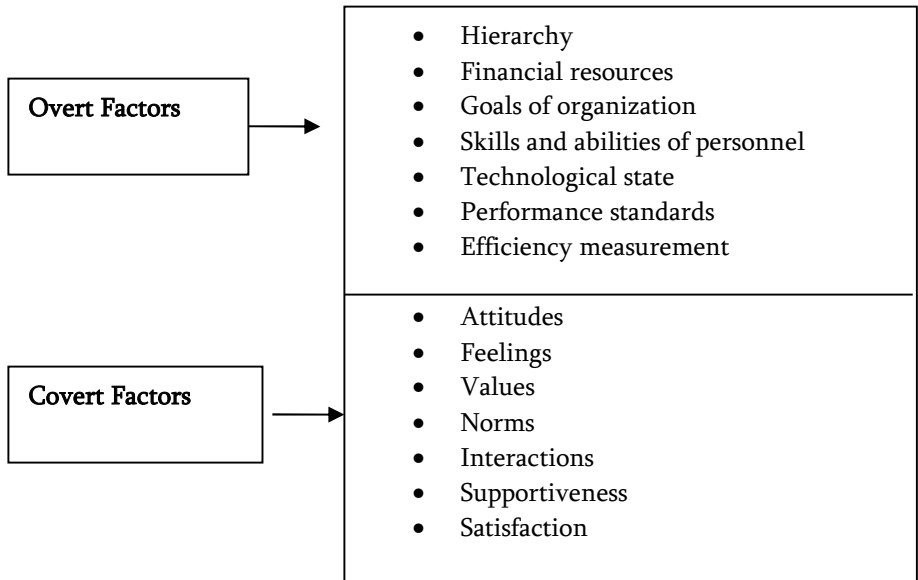 Overt Factors
• Hierarchy
• Financial resources
• Goals of organization
• Skills and abilities of personnel
• Technological state
• Performance standards
• Efficiency measurement
Covert Factors
• Attitudes
• Feelings
• Values
• Norms
• Interactions
• Supportiveness
• Satisfaction